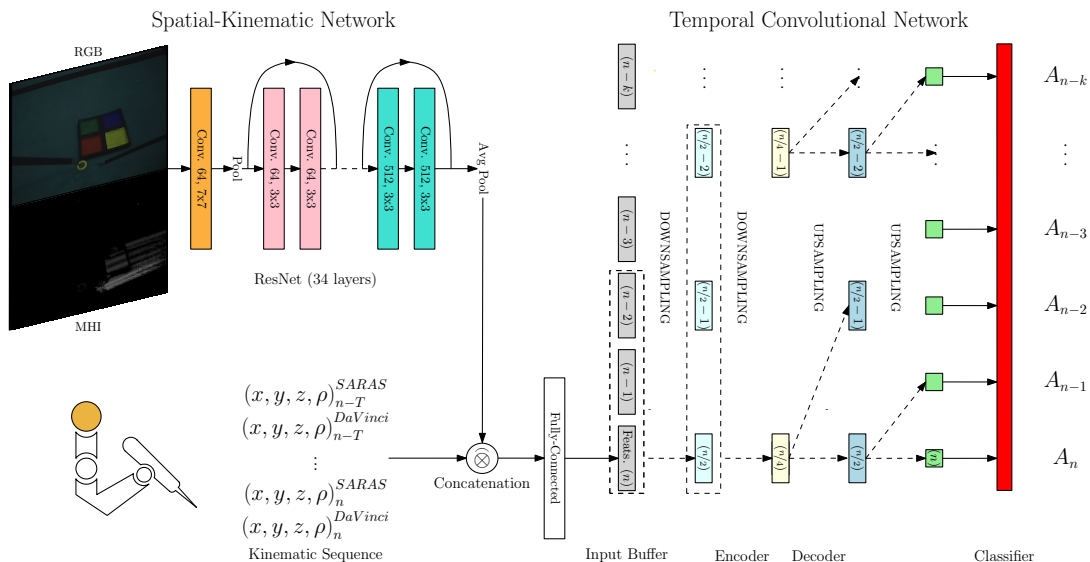 Spatial-Kinematic Network
Temporal Convolutional Network
RGB
MHI
Conv. 64, 7x7
Pool
Conv. 64, 3x3
Conv. 64, 3x3
Conv. 512, 3x3
Conv. 512, 3x3
Avg Pool
ResNet (34 layers)
(x, y, z, ρ)_{n−T}^{SARAS}
(x, y, z, ρ)_{n−T}^{DaVinci}
⋮
(x, y, z, ρ)_n^{SARAS}
(x, y, z, ρ)_n^{DaVinci}
Kinematic Sequence
⊗
Concatenation
Fully-Connected
(n − k)
⋮
(n − 3)
(n − 2)
(n − 1)
Feats. (n)
Input Buffer
DOWNSAMPLING
⋮
(n/2 − 2)
(n/2 − 1)
(n/2)
DOWNSAMPLING
Encoder
⋮
(n/4 − 1)
(n/4)
UPSAMPLING
Decoder
⋮
(n/2 − 2)
(n/2 − 1)
(n/2)
UPSAMPLING
⋮
(n)
Classifier
A_{n−k}
⋮
A_{n−3}
A_{n−2}
A_{n−1}
A_n